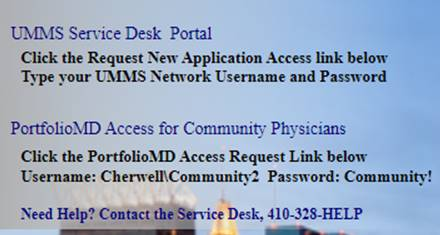 UMMS Service Desk  Portal
Click the Request New Application Access link below
Type your UMMS Network Username and Password
PortfolioMD Access for Community Physicians
Click the PortfolioMD Access Request Link below
Username: Cherwell\Community2  Password: Community!
Need Help? Contact the Service Desk, 410-328-HELP